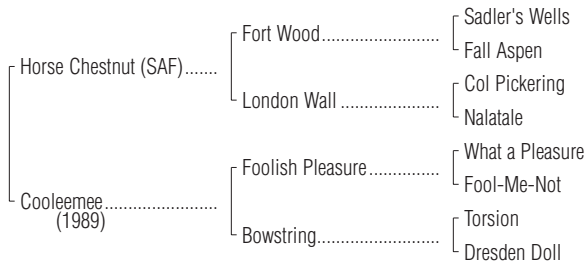 Sadler's Wells
Fort Wood
Fall Aspen
Horse Chestnut (SAF)
Col Pickering
London Wall
Nalatale
What a Pleasure
Foolish Pleasure
Fool-Me-Not
Cooleemee
(1989)
Torsion
Bowstring
Dresden Doll